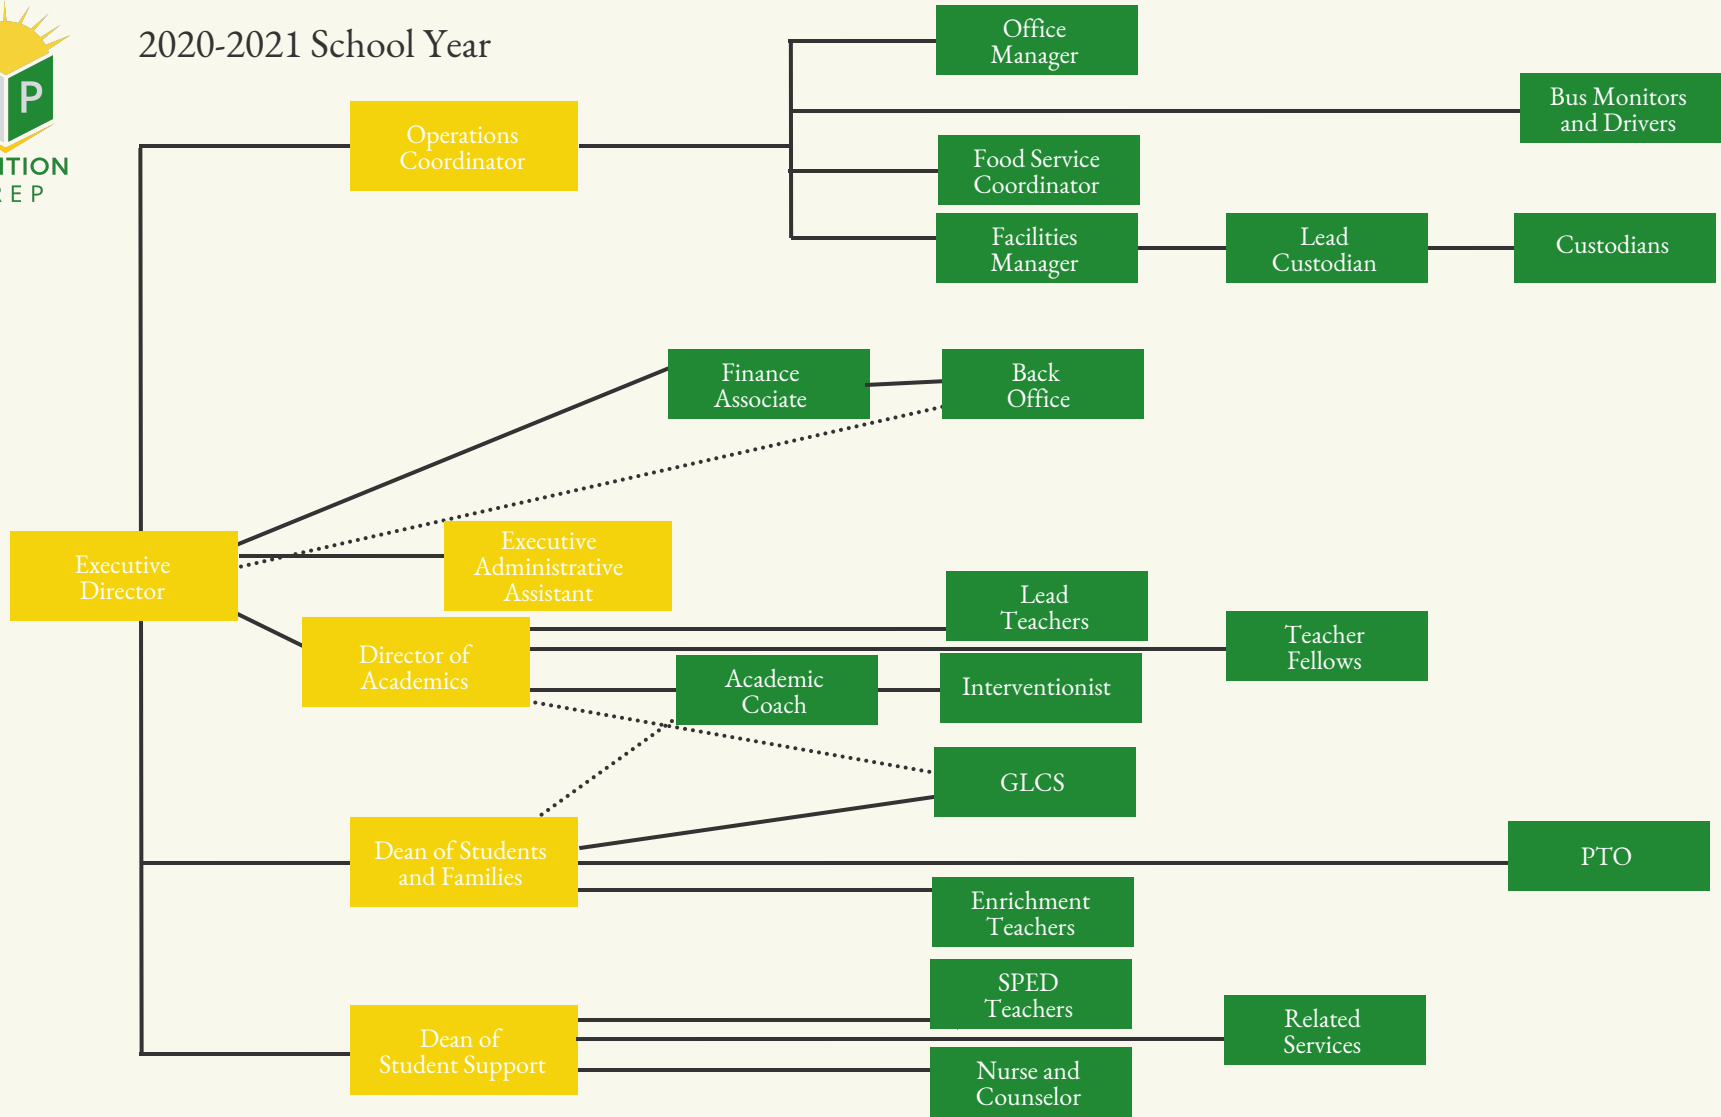 2020-2021 School Year
P
ITION
REP
Office
Manager
Bus Monitors
and Drivers
Operations
Coordinator
Food Service
Coordinator
Facilities
Manager
Lead
Custodian
Custodians
Finance
Associate
Back
Office
Executive
Director
Executive
Administrative
Assistant
Lead
Teachers
Teacher
Fellows
Director of
Academics
Academic
Coach
Interventionist
GLCS
Dean of Students
and Families
PTO
Enrichment
Teachers
SPED
Teachers
Related
Services
Dean of
Student Support
Nurse and
Counselor